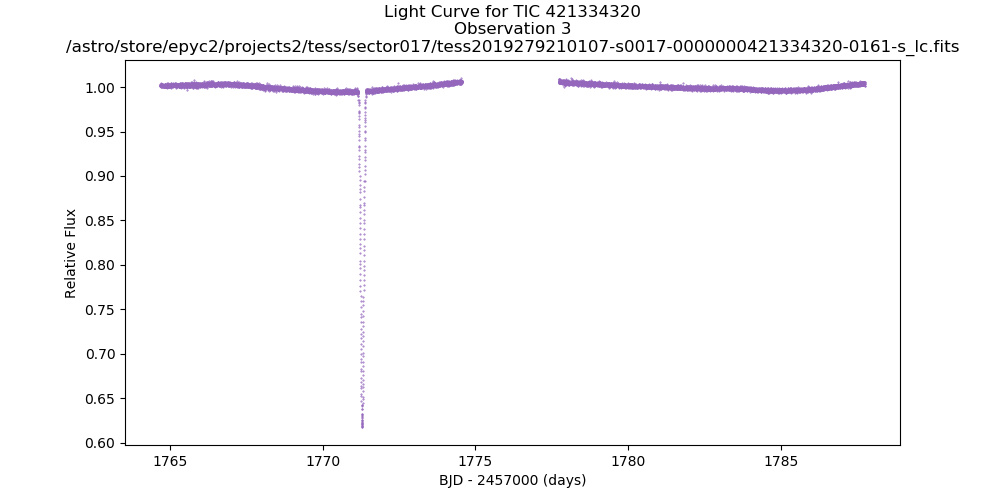 Light Curve for TIC 421334320
Observation 3
/astro/store/epyc2/projects2/tess/sector017/tess2019279210107-s0017-0000000421334320-0161-s_lc.fits
1.00
0.95
0.90
0.85
0.80
0.75
0.70
0.65
0.60
Relative Flux
1765
1770
1775
1780
1785
BJD - 2457000 (days)